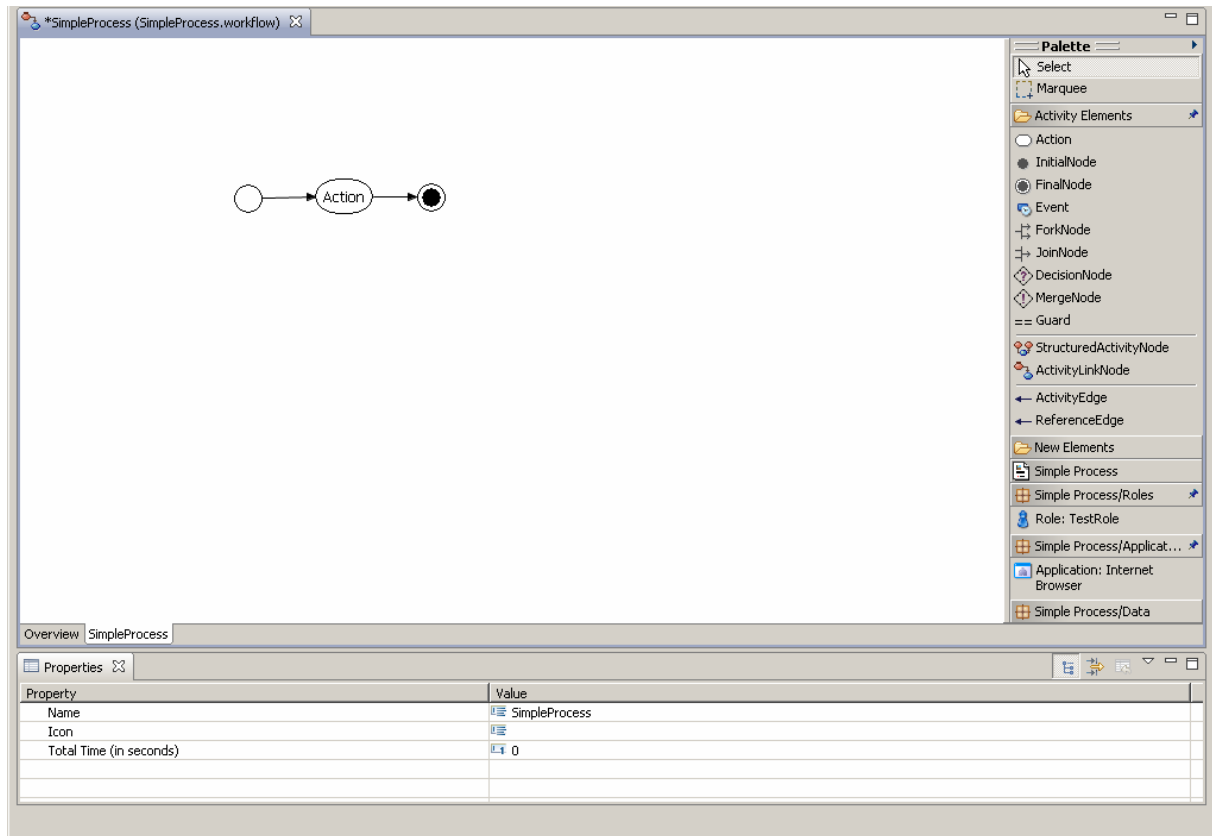 *SimpleProcess (SimpleProcess.workflow)
Action
Palette
Select
Marquee
Activity Elements
Action
InitialNode
FinalNode
Event
ForkNode
JoinNode
DecisionNode
MergeNode
== Guard
StructuredActivityNode
ActivityLinkNode
ActivityEdge
ReferenceEdge
New Elements
Simple Process
Simple Process/Roles
Role: TestRole
Simple Process/Applicat...
Application: Internet
Browser
Simple Process/Data
Overview SimpleProcess
Properties
Property Value
Name SimpleProcess
Icon
Total Time (in seconds) 0